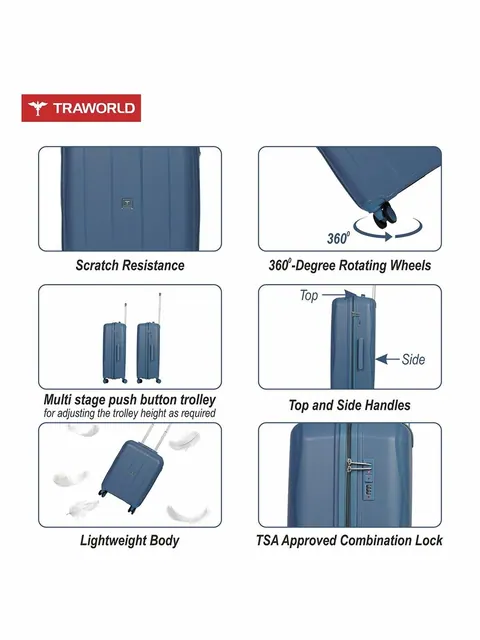 TRAWORLD
360⁰
Scratch Resistance
360⁰-Degree Rotating Wheels
Top
Side
Multi stage push button trolley
for adjusting the trolley height as required
Top and Side Handles
Lightweight Body
TSA Approved Combination Lock